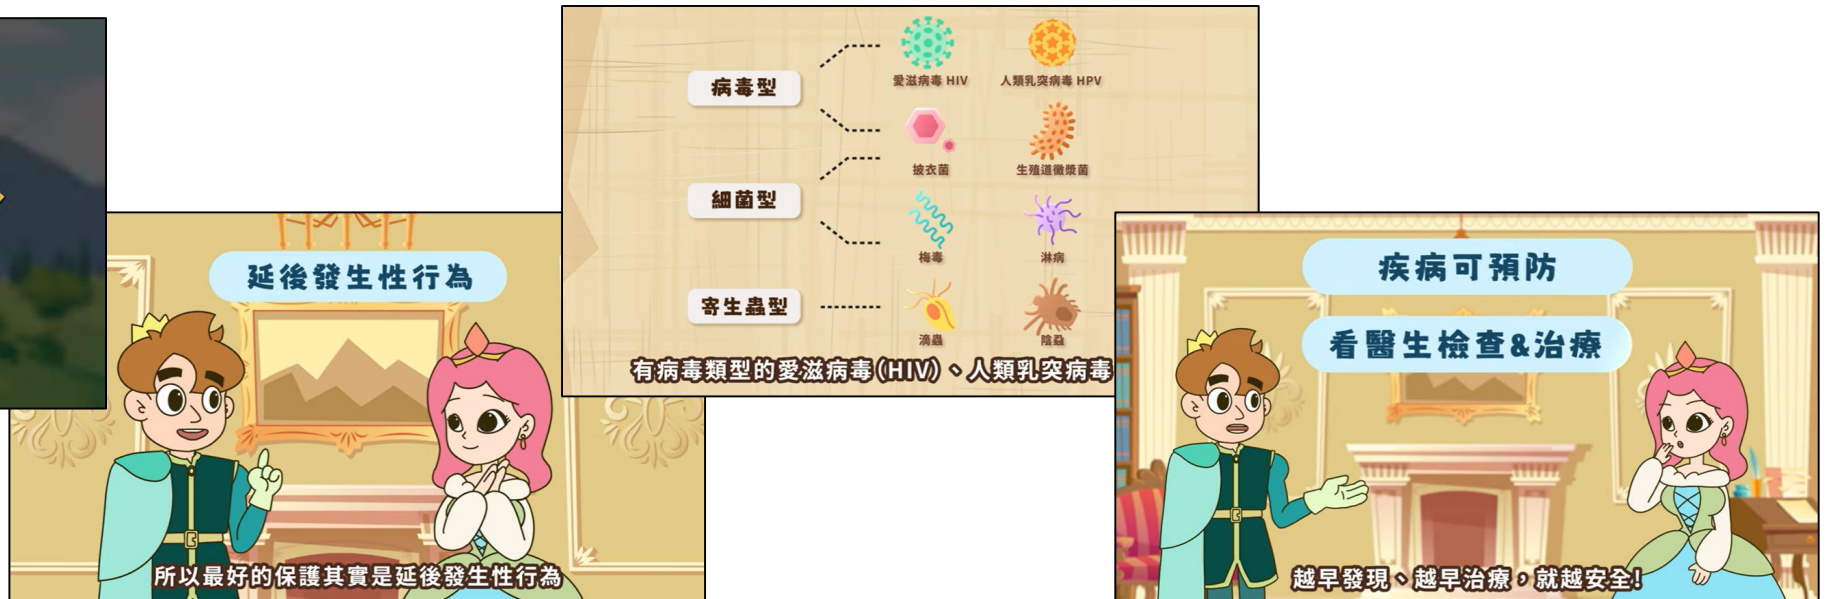 延後發生性行為
所以最好的保護其實是延後發生性行為
病毒型
愛滋病毒 HIV
人類乳突病毒 HPV
細菌型
披衣菌
生殖道黴漿菌
梅毒
淋病
寄生蟲型
滴蟲
陰蝨
有病毒類型的愛滋病毒(HIV)、人類乳突病毒
疾病可預防
看醫生檢查&治療
越早發現、越早治療，就越安全!